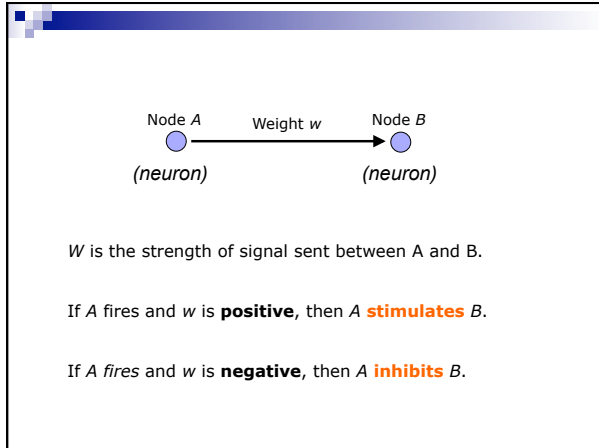 Node A Weight w Node B
(neuron) (neuron)
W is the strength of signal sent between A and B.
If A fires and w is positive, then A stimulates B.
If A fires and w is negative, then A inhibits B.